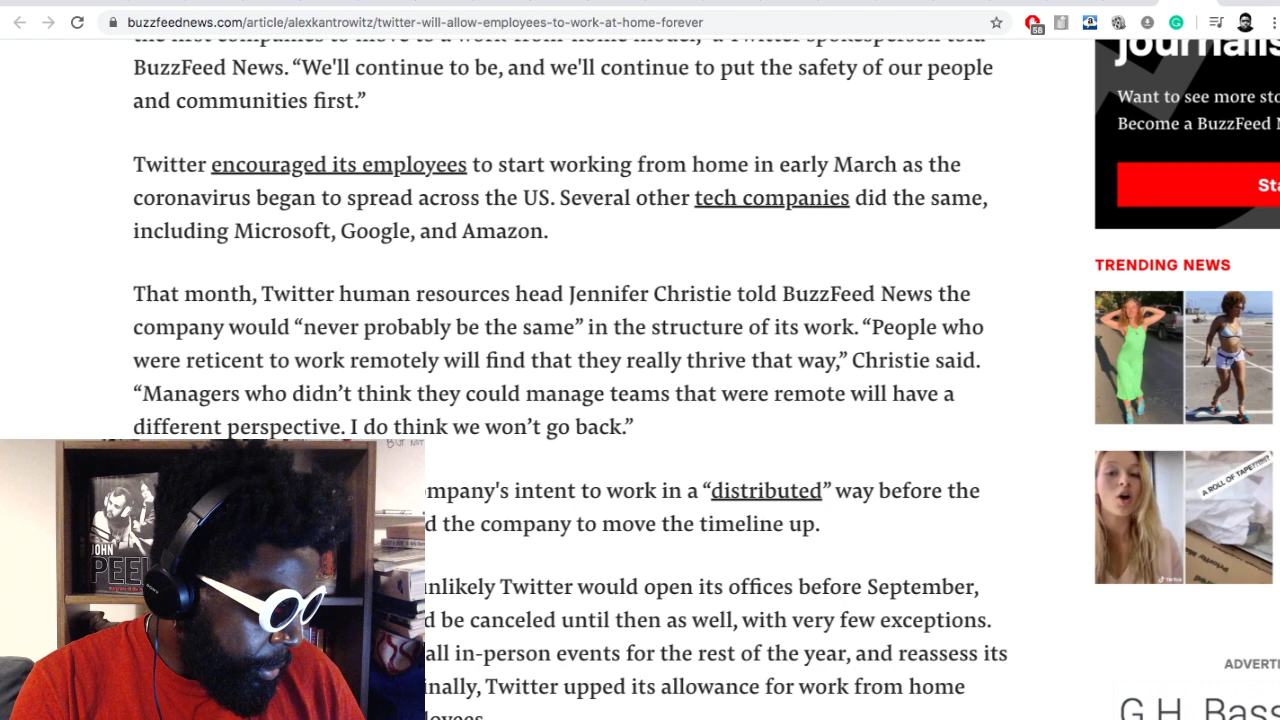 buzzfeednews.com/article/alexkantrowitz/twitter-will-allow-employees-to-work-at-home-forever
58
the first companies to move to a work from home model," a Twitter spokesperson told
BuzzFeed News. “We'll continue to be, and we'll continue to put the safety of our people
and communities first.”
Twitter encouraged its employees to start working from home in early March as the
coronavirus began to spread across the US. Several other tech companies did the same,
including Microsoft, Google, and Amazon.
That month, Twitter human resources head Jennifer Christie told BuzzFeed News the
company would “never probably be the same” in the structure of its work. “People who
were reticent to work remotely will find that they really thrive that way,” Christie said.
“Managers who didn’t think they could manage teams that were remote will have a
different perspective. I do think we won’t go back.”
mpany's intent to work in a “distributed” way before the
d the company to move the timeline up.
nlikely Twitter would open its offices before September,
d be canceled until then as well, with very few exceptions.
all in-person events for the rest of the year, and reassess its
inally, Twitter upped its allowance for work from home
loyees.
journalis
Want to see more sto
Become a BuzzFeed N
Sta
TRENDING NEWS
A ROLL OF TAPE?!?!?!
TikTok
ADVERT
G.H. Bass
BUT NOT
JOHN
PEEL
SONY